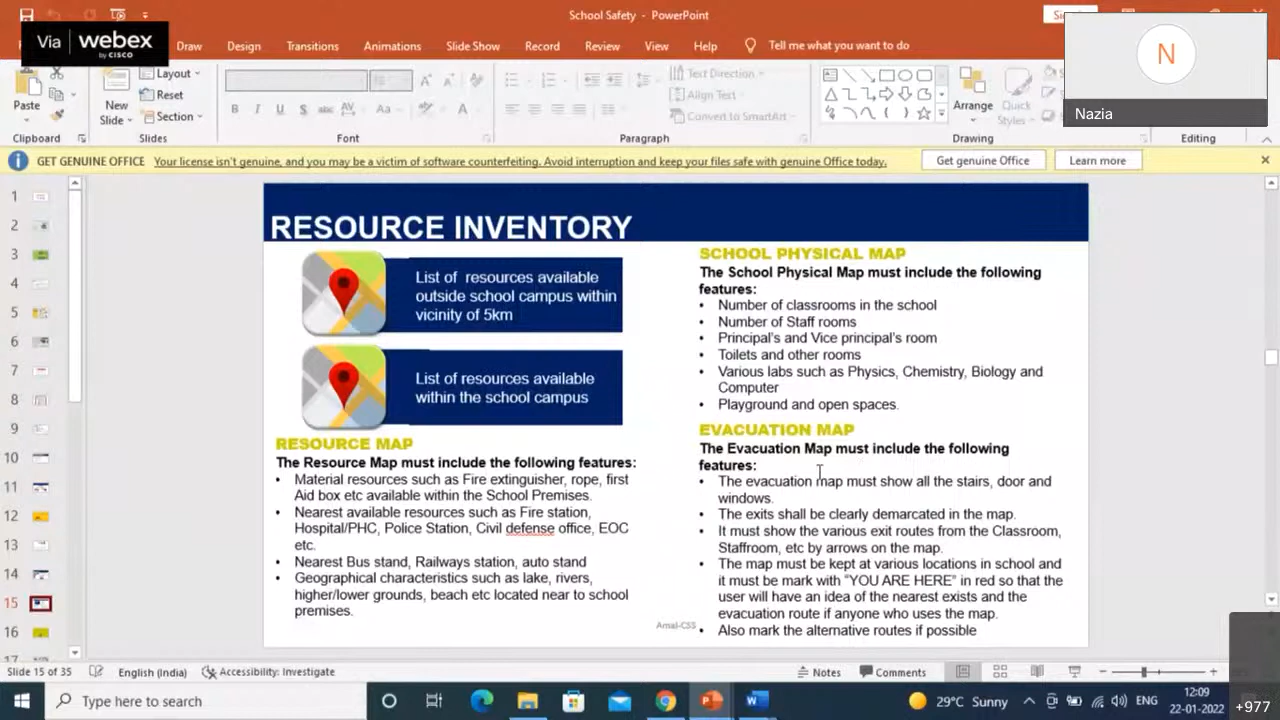 School Safety - PowerPoint
Via webex
by CISCO
Draw Design Transitions Animations Slide Show Record Review View Help Tell me what you want to do
N
Nazia
Paste
New
Slide
Layout
Reset
Section
B I U S abc AV Aa A
Text Direction
Align Text
Convert to SmartArt
Arrange
Quick
Styles
Clipboard Slides Font Paragraph Drawing Editing
GET GENUINE OFFICE Your license isn't genuine, and you may be a victim of software counterfeiting. Avoid interruption and keep your files safe with genuine Office today. Get genuine Office Learn more
1
2
3
4
5
6
7
8
9
10
11
12
13
14
15
16
17
RESOURCE INVENTORY
List of resources available
outside school campus within
vicinity of 5km
List of resources available
within the school campus
RESOURCE MAP
The Resource Map must include the following features:
• Material resources such as Fire extinguisher, rope, first
Aid box etc available within the School Premises.
• Nearest available resources such as Fire station,
Hospital/PHC, Police Station, Civil defense office, EOC
etc.
• Nearest Bus stand, Railways station, auto stand
• Geographical characteristics such as lake, rivers,
higher/lower grounds, beach etc located near to school
premises.
SCHOOL PHYSICAL MAP
The School Physical Map must include the following
features:
• Number of classrooms in the school
• Number of Staff rooms
• Principal's and Vice principal's room
• Toilets and other rooms
• Various labs such as Physics, Chemistry, Biology and
Computer
• Playground and open spaces.
EVACUATION MAP
The Evacuation Map must include the following
features:
• The evacuation map must show all the stairs, door and
windows.
• The exits shall be clearly demarcated in the map.
• It must show the various exit routes from the Classroom,
Staffroom, etc by arrows on the map.
• The map must be kept at various locations in school and
it must be mark with "YOU ARE HERE" in red so that the
user will have an idea of the nearest exists and the
evacuation route if anyone who uses the map.
• Also mark the alternative routes if possible
Amal-CSS
Slide 15 of 35 English (India) Accessibility: Investigate Notes Comments
Type here to search
29°C Sunny ENG
12:09
22-01-2022
+977